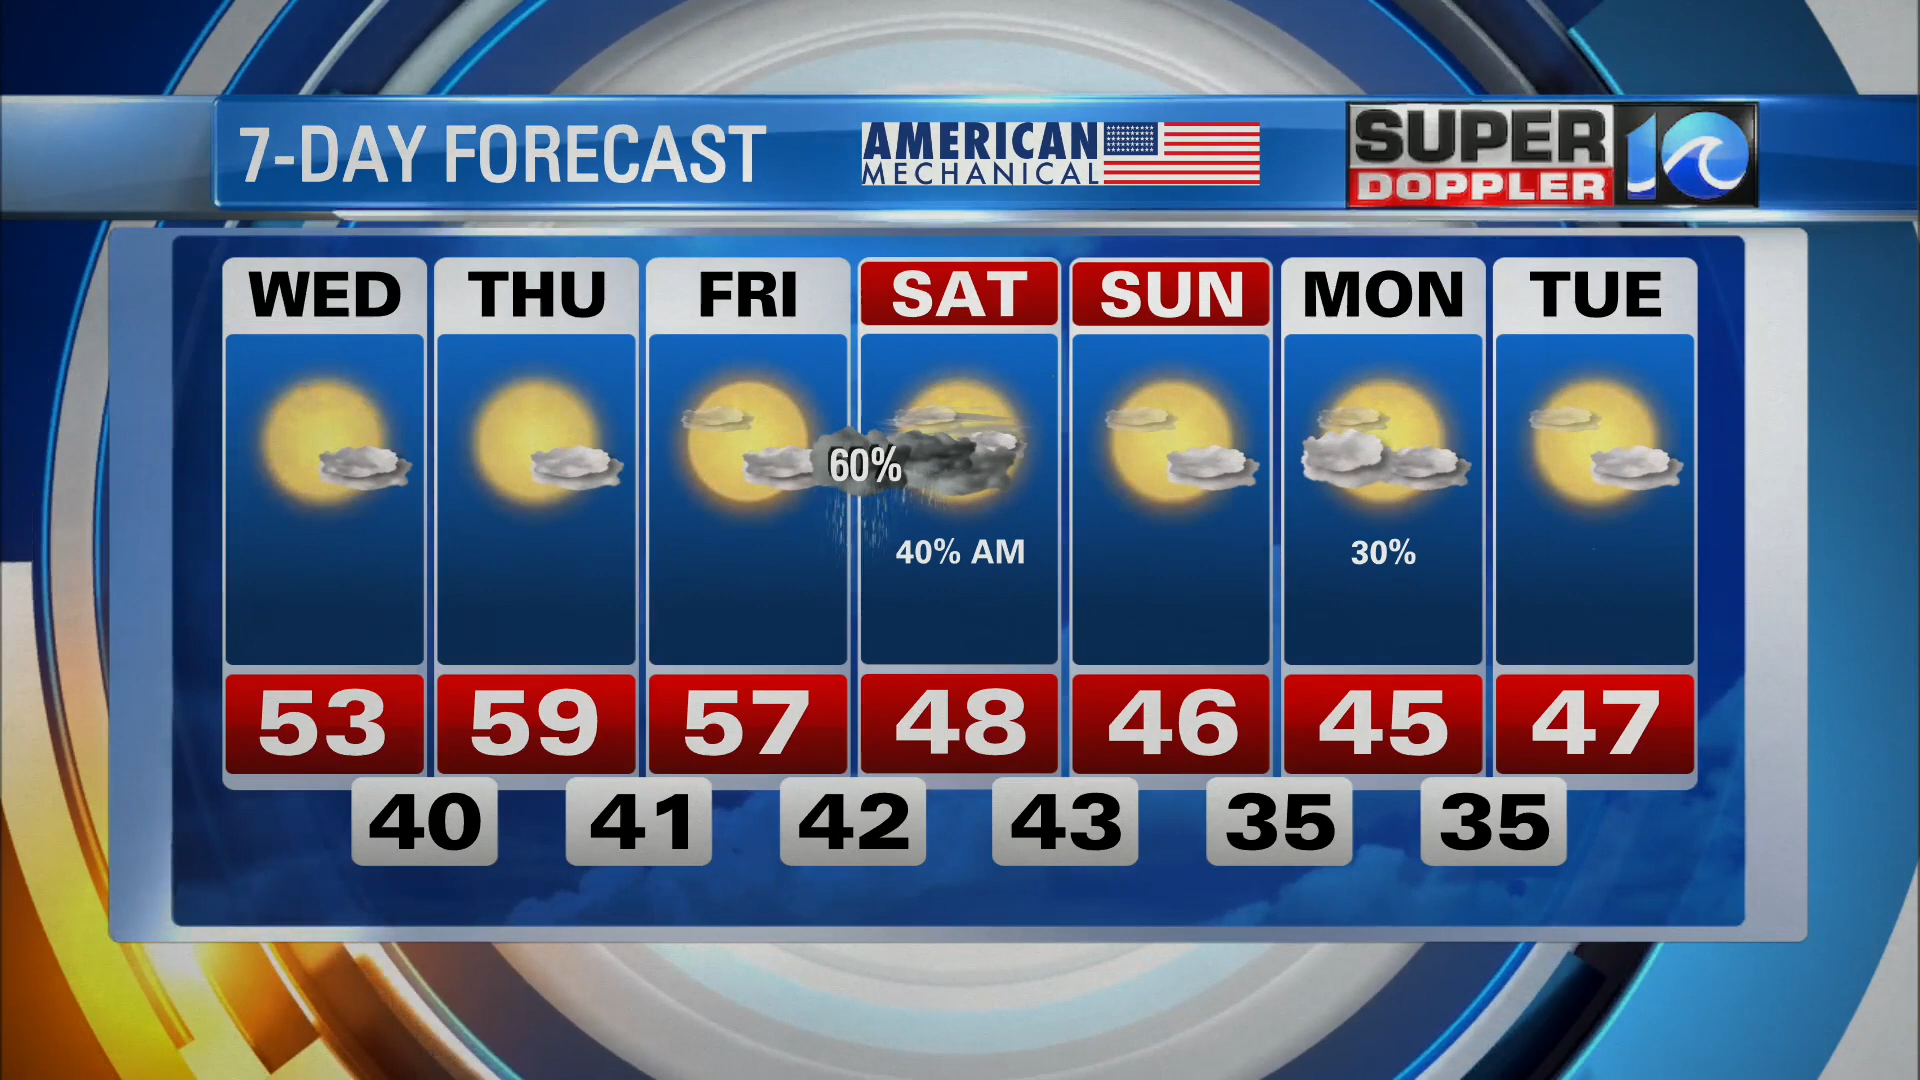 7-DAY FORECAST
AMERICAN
MECHANICAL
SUPER
DOPPLER
10
WED THU FRI SAT SUN MON TUE
60%
40% AM 30%
53 59 57 48 46 45 47
40 41 42 43 35 35